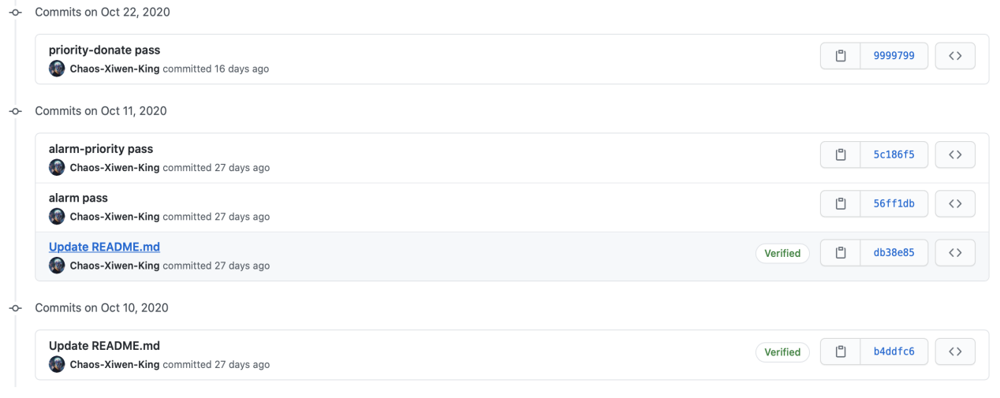 Commits on Oct 22, 2020
priority-donate pass
9999799
Chaos-Xiwen-King committed 16 days ago
Commits on Oct 11, 2020
alarm-priority pass
5c186f5
Chaos-Xiwen-King committed 27 days ago
alarm pass
56ff1db
Chaos-Xiwen-King committed 27 days ago
Update README.md
Verified db38e85
Chaos-Xiwen-King committed 27 days ago
Commits on Oct 10, 2020
Update README.md
Verified b4ddfc6
Chaos-Xiwen-King committed 27 days ago